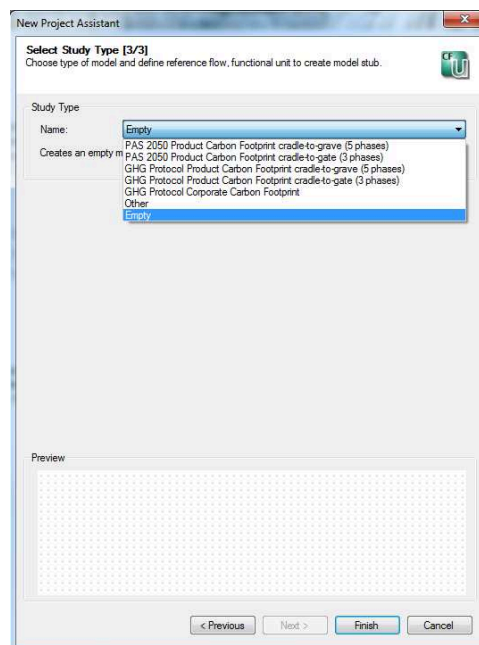 New Project Assistant
Select Study Type [3/3]
Choose type of model and define reference flow, functional unit to create model stub.
CF
U
Study Type
Name:
Empty
Creates an empty m
PAS 2050 Product Carbon Footprint cradle-to-grave (5 phases)
PAS 2050 Product Carbon Footprint cradle-to-gate (3 phases)
GHG Protocol Product Carbon Footprint cradle-to-grave (5 phases)
GHG Protocol Product Carbon Footprint cradle-to-gate (3 phases)
GHG Protocol Corporate Carbon Footprint
Other
Empty
Preview
< Previous
Next >
Finish
Cancel